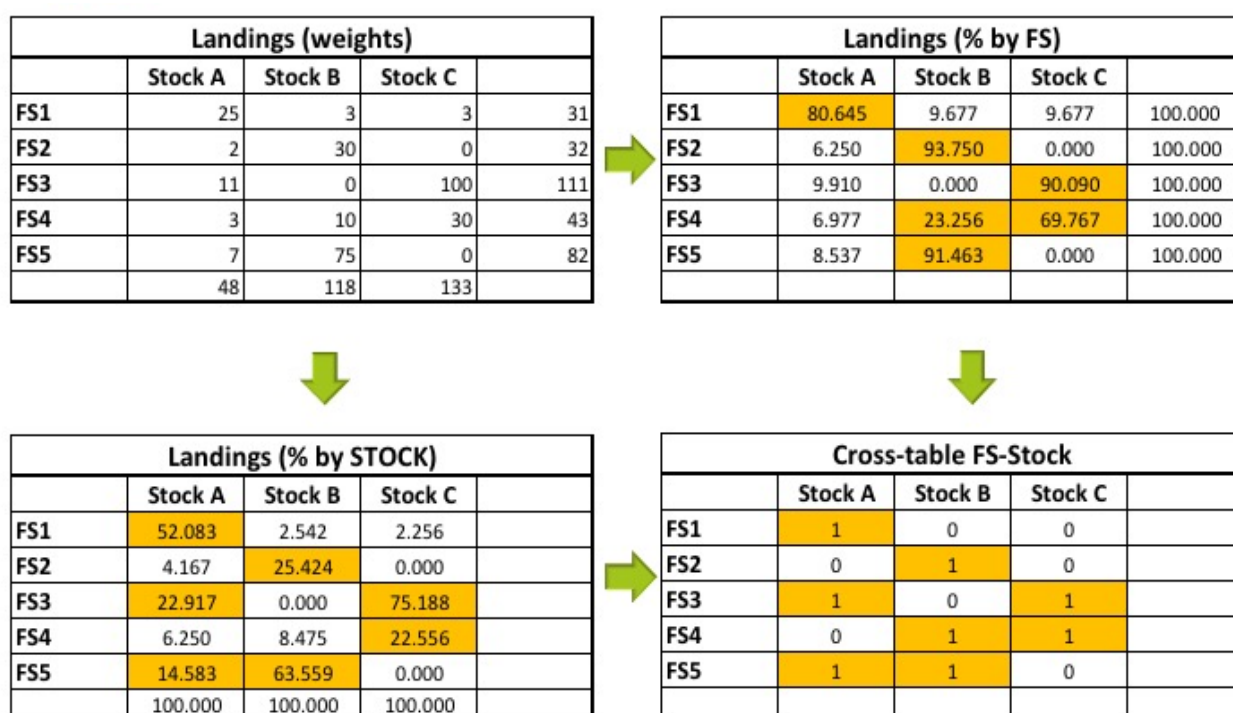 Landings (weights)
Stock A Stock B Stock C
FS1 25 3 3 31
FS2 2 30 0 32
FS3 11 0 100 111
FS4 3 10 30 43
FS5 7 75 0 82
48 118 133
Landings (% by FS)
Stock A Stock B Stock C
FS1 80.645 9.677 9.677 100.000
FS2 6.250 93.750 0.000 100.000
FS3 9.910 0.000 90.090 100.000
FS4 6.977 23.256 69.767 100.000
FS5 8.537 91.463 0.000 100.000
Landings (% by STOCK)
Stock A Stock B Stock C
FS1 52.083 2.542 2.256
FS2 4.167 25.424 0.000
FS3 22.917 0.000 75.188
FS4 6.250 8.475 22.556
FS5 14.583 63.559 0.000
100.000 100.000 100.000
Cross-table FS-Stock
Stock A Stock B Stock C
FS1 1 0 0
FS2 0 1 0
FS3 1 0 1
FS4 0 1 1
FS5 1 1 0